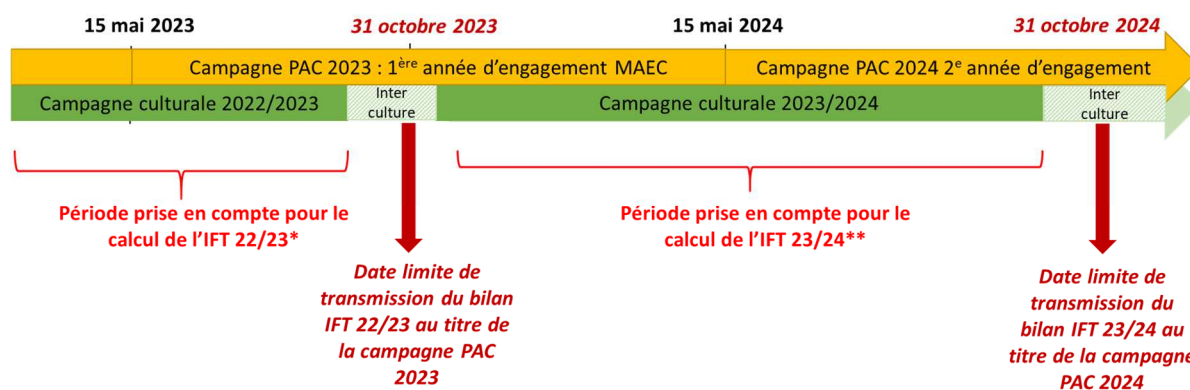 15 mai 2023
31 octobre 2023
15 mai 2024
31 octobre 2024
Campagne PAC 2023 : 1ère année d'engagement MAEC
Campagne PAC 2024 2e année d'engagement
Campagne culturale 2022/2023
Inter
culture
Campagne culturale 2023/2024
Inter
culture
Période prise en compte pour le
calcul de l'IFT 22/23*
Période prise en compte pour le
calcul de l'IFT 23/24**
Date limite de
transmission du bilan
IFT 22/23 au titre de
la campagne PAC
2023
Date limite de
transmission du
bilan IFT 23/24 au
titre de la campagne
PAC 2024